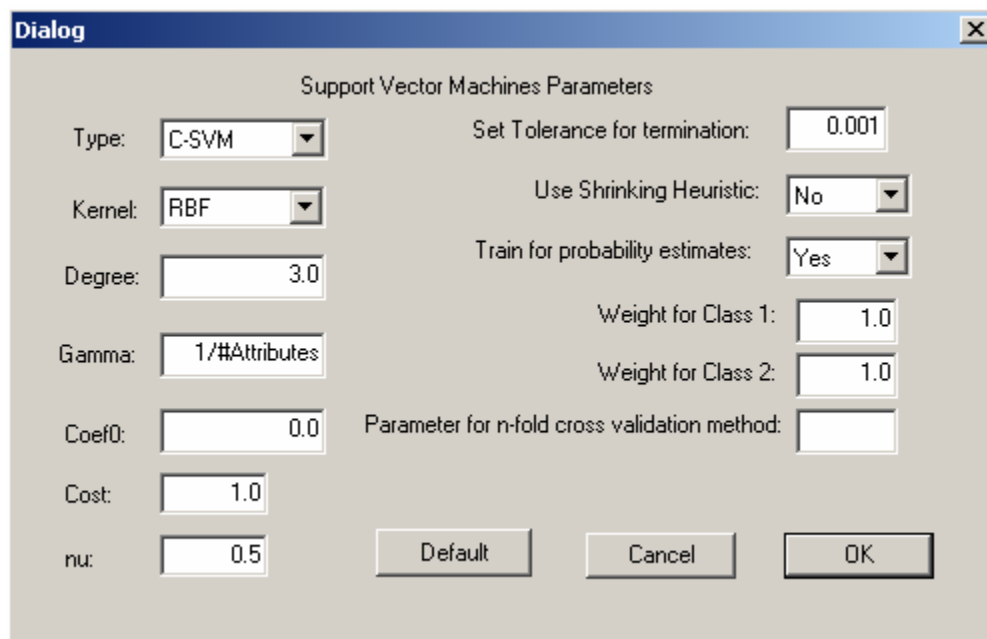 Dialog
Support Vector Machines Parameters
Type: C-SVM
Kernel: RBF
Degree: 3.0
Gamma: 1/#Attributes
Coef0: 0.0
Cost: 1.0
nu: 0.5
Set Tolerance for termination: 0.001
Use Shrinking Heuristic: No
Train for probability estimates: Yes
Weight for Class 1: 1.0
Weight for Class 2: 1.0
Parameter for n-fold cross validation method:
Default
Cancel
OK